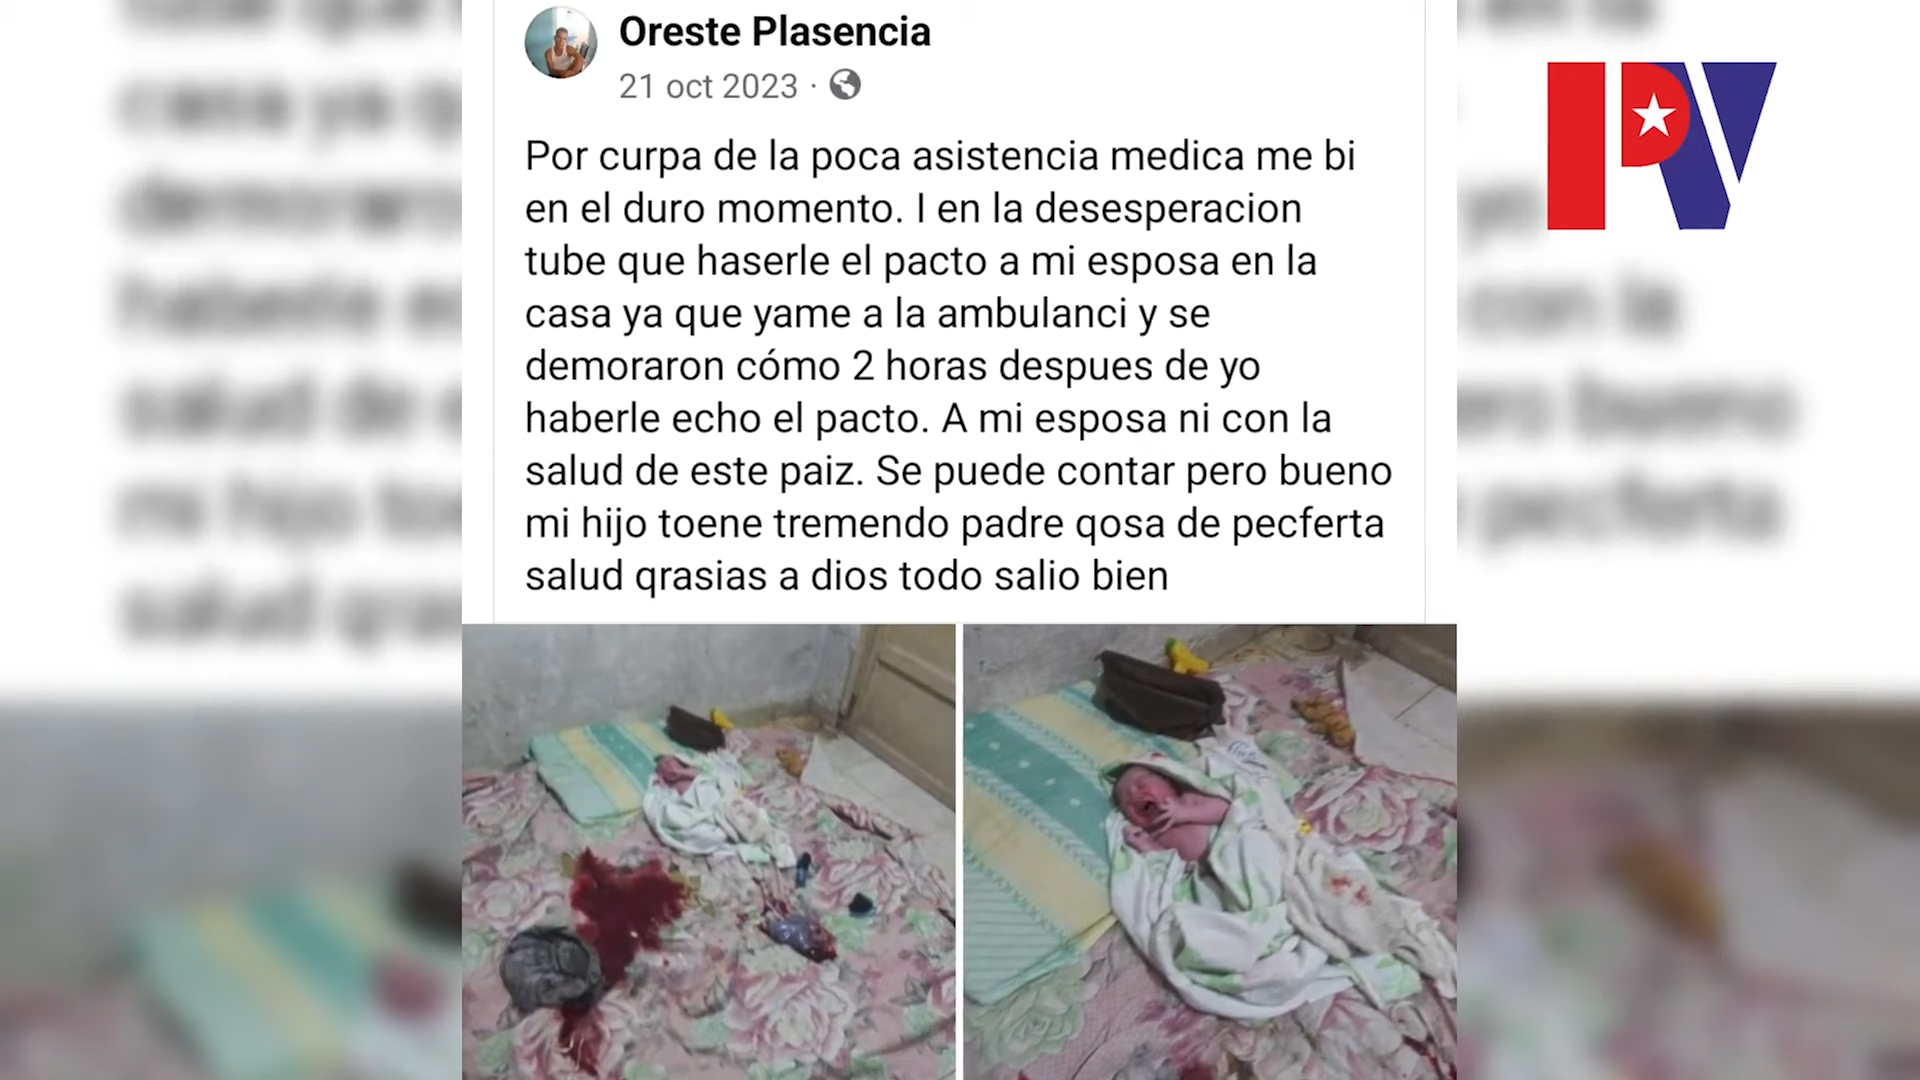 Oreste Plasencia
21 oct 2023 ·
Por curpa de la poca asistencia medica me bi
en el duro momento. I en la desesperacion
tube que haserle el pacto a mi esposa en la
casa ya que yame a la ambulanci y se
demoraron cómo 2 horas despues de yo
haberle echo el pacto. A mi esposa ni con la
salud de este paiz. Se puede contar pero bueno
mi hijo toene tremendo padre qosa de pecferta
salud qrasias a dios todo salio bien
PV